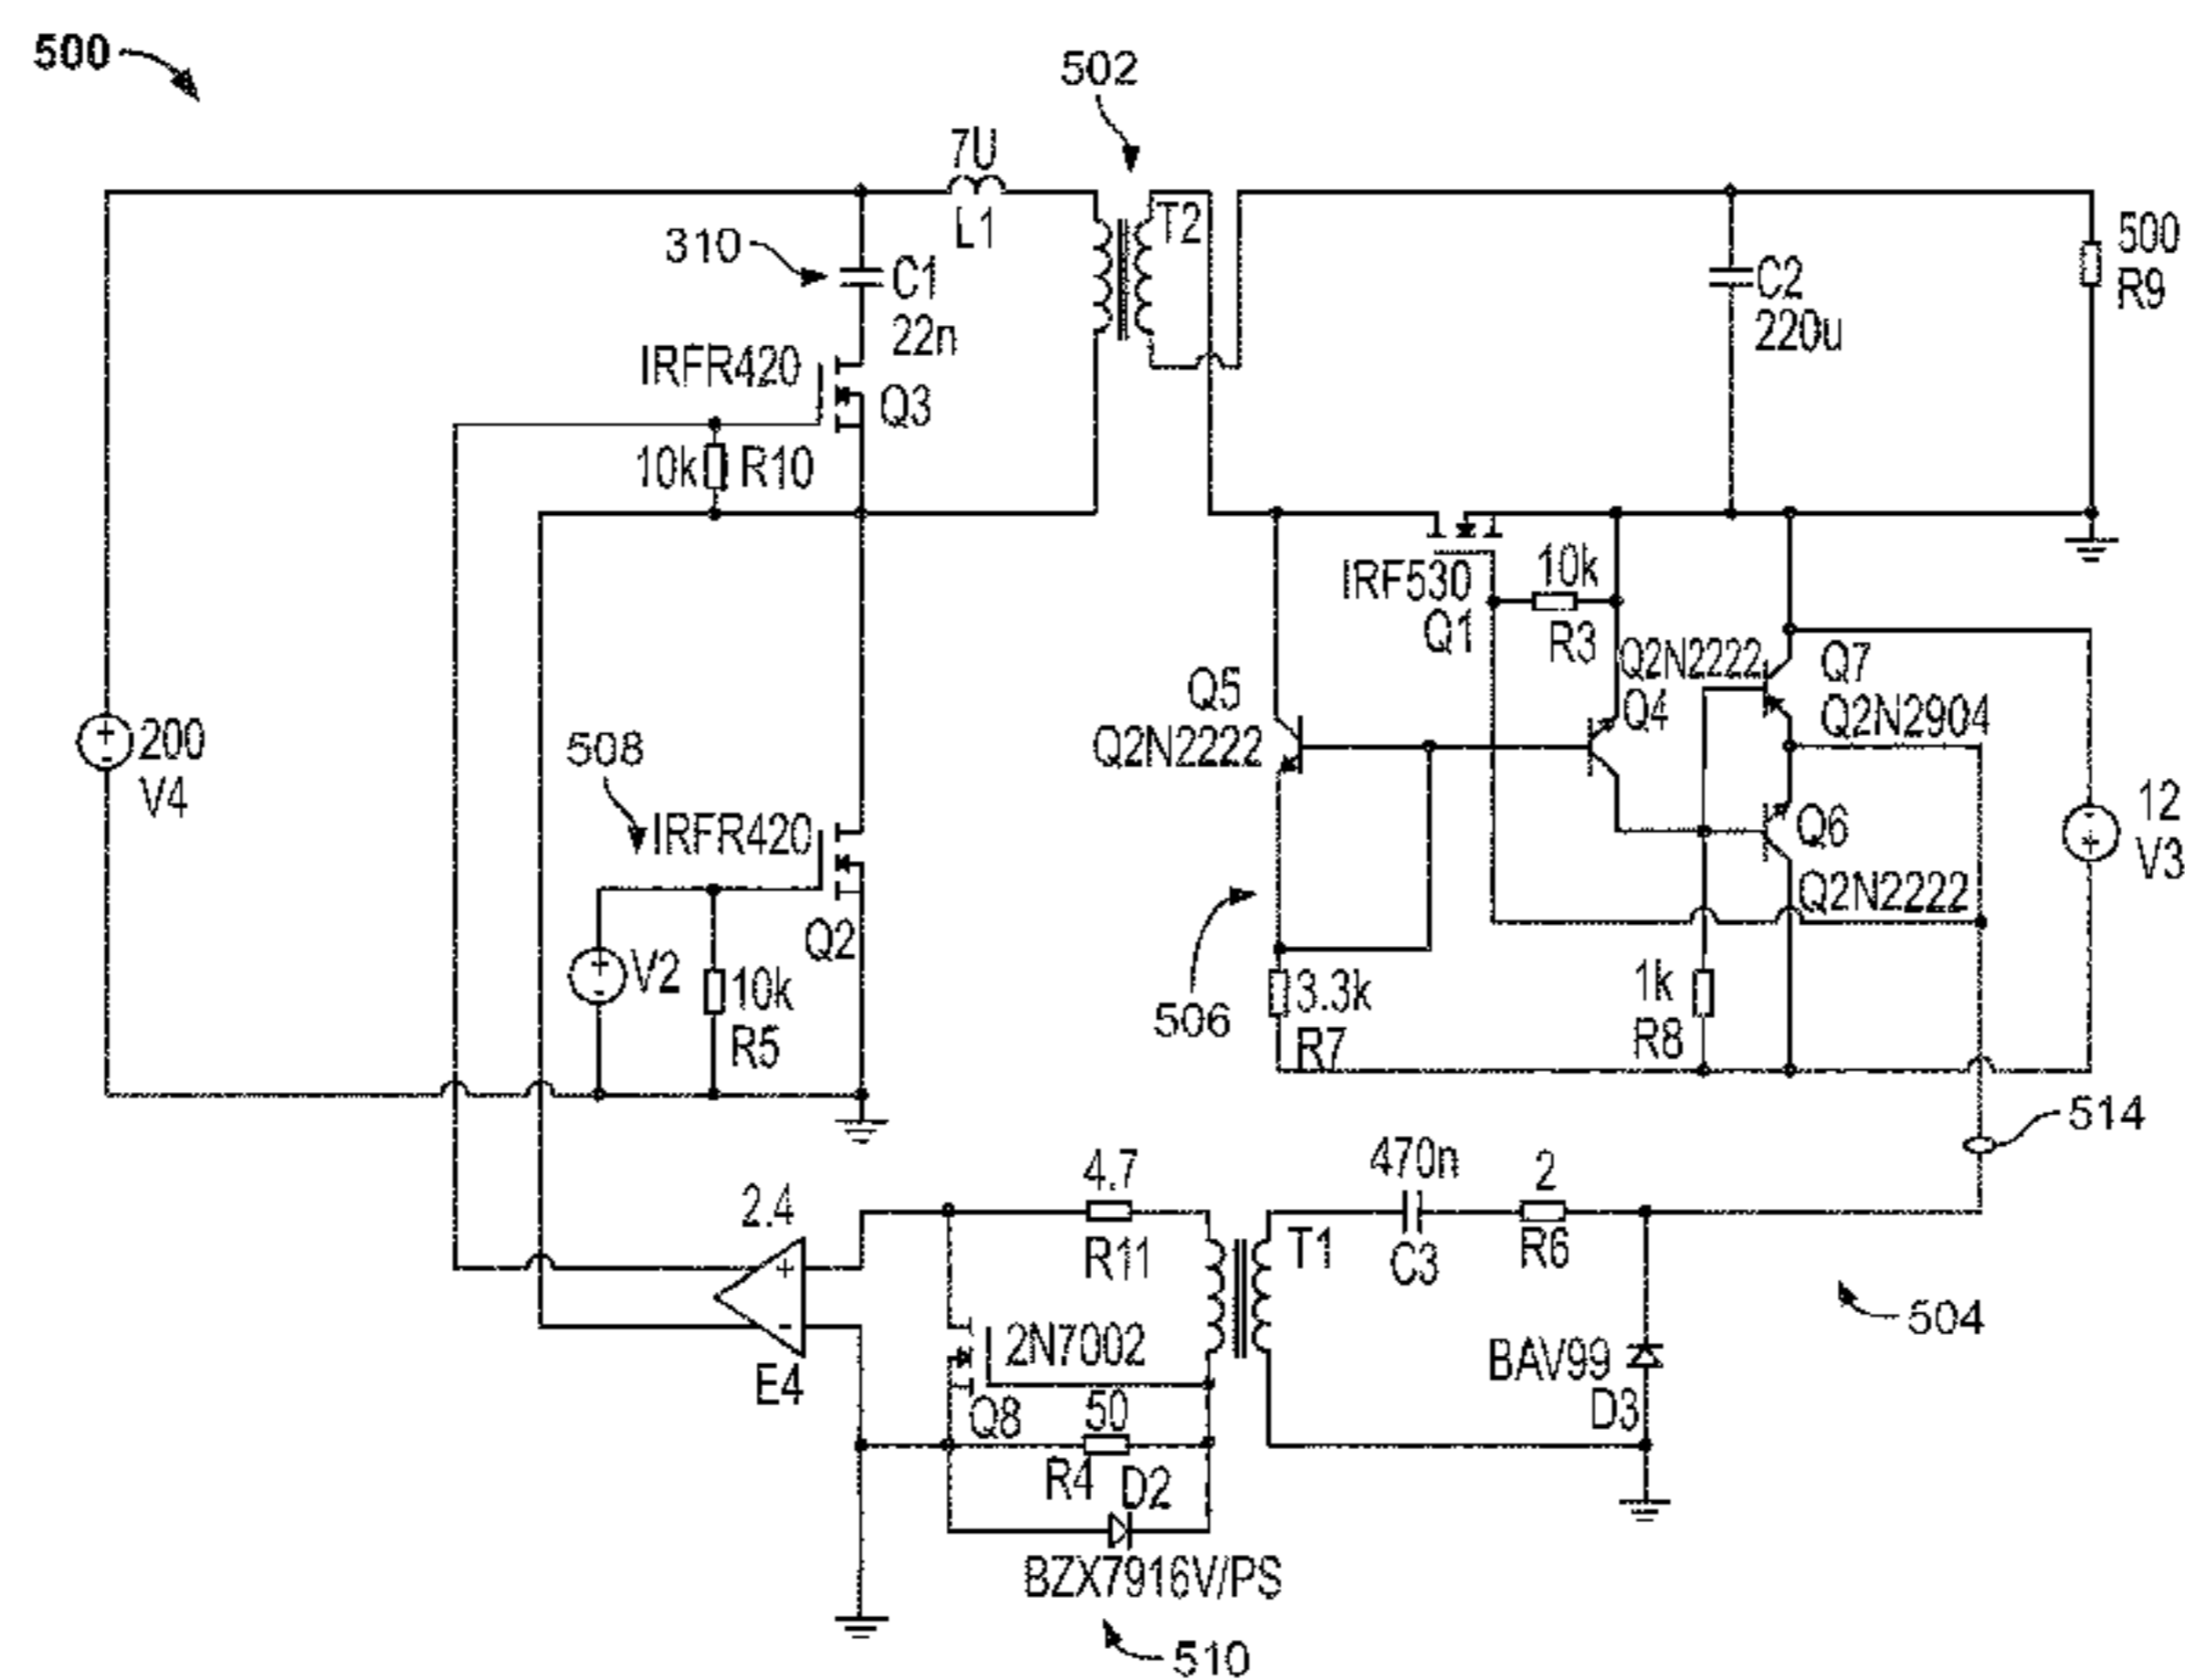 500
502
7U
L1
T2
310
C1
22n
C2
220u
500
R9
IRFR420
Q3
10k
R10
IRF530
Q1
10k
R3
Q2N2222
Q4
Q7
Q2N2904
Q5
Q2N2222
200
V4
508
IRFR420
Q2
V2
10k
R5
Q6
Q2N2222
12
V3
506
3.3k
R7
1k
R8
514
2.4
E4
4.7
R11
T1
470n
C3
2
R6
504
2N7002
Q8
50
R4
D2
BZX7916V/PS
BAV99
D3
510